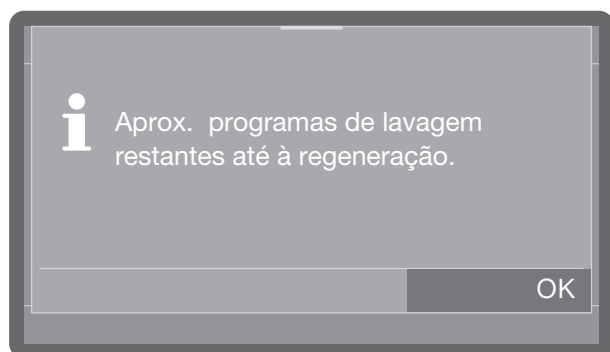 Aprox.  programas de lavagem
restantes até à regeneração.
OK